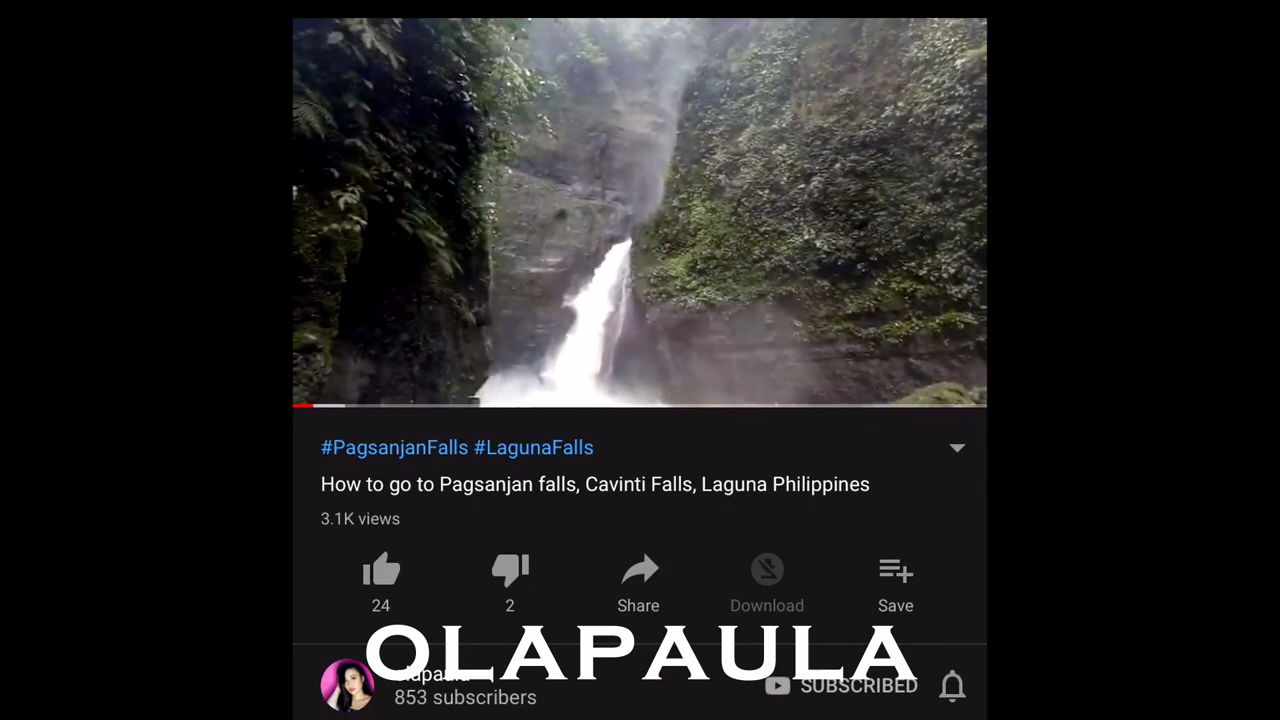 #PagsanjanFalls #LagunaFalls
How to go to Pagsanjan falls, Cavinti Falls, Laguna Philippines
3.1K views
24
2
Share
Download
Save
OLAPAULA
olapaula
SUBSCRIBED
853 subscribers